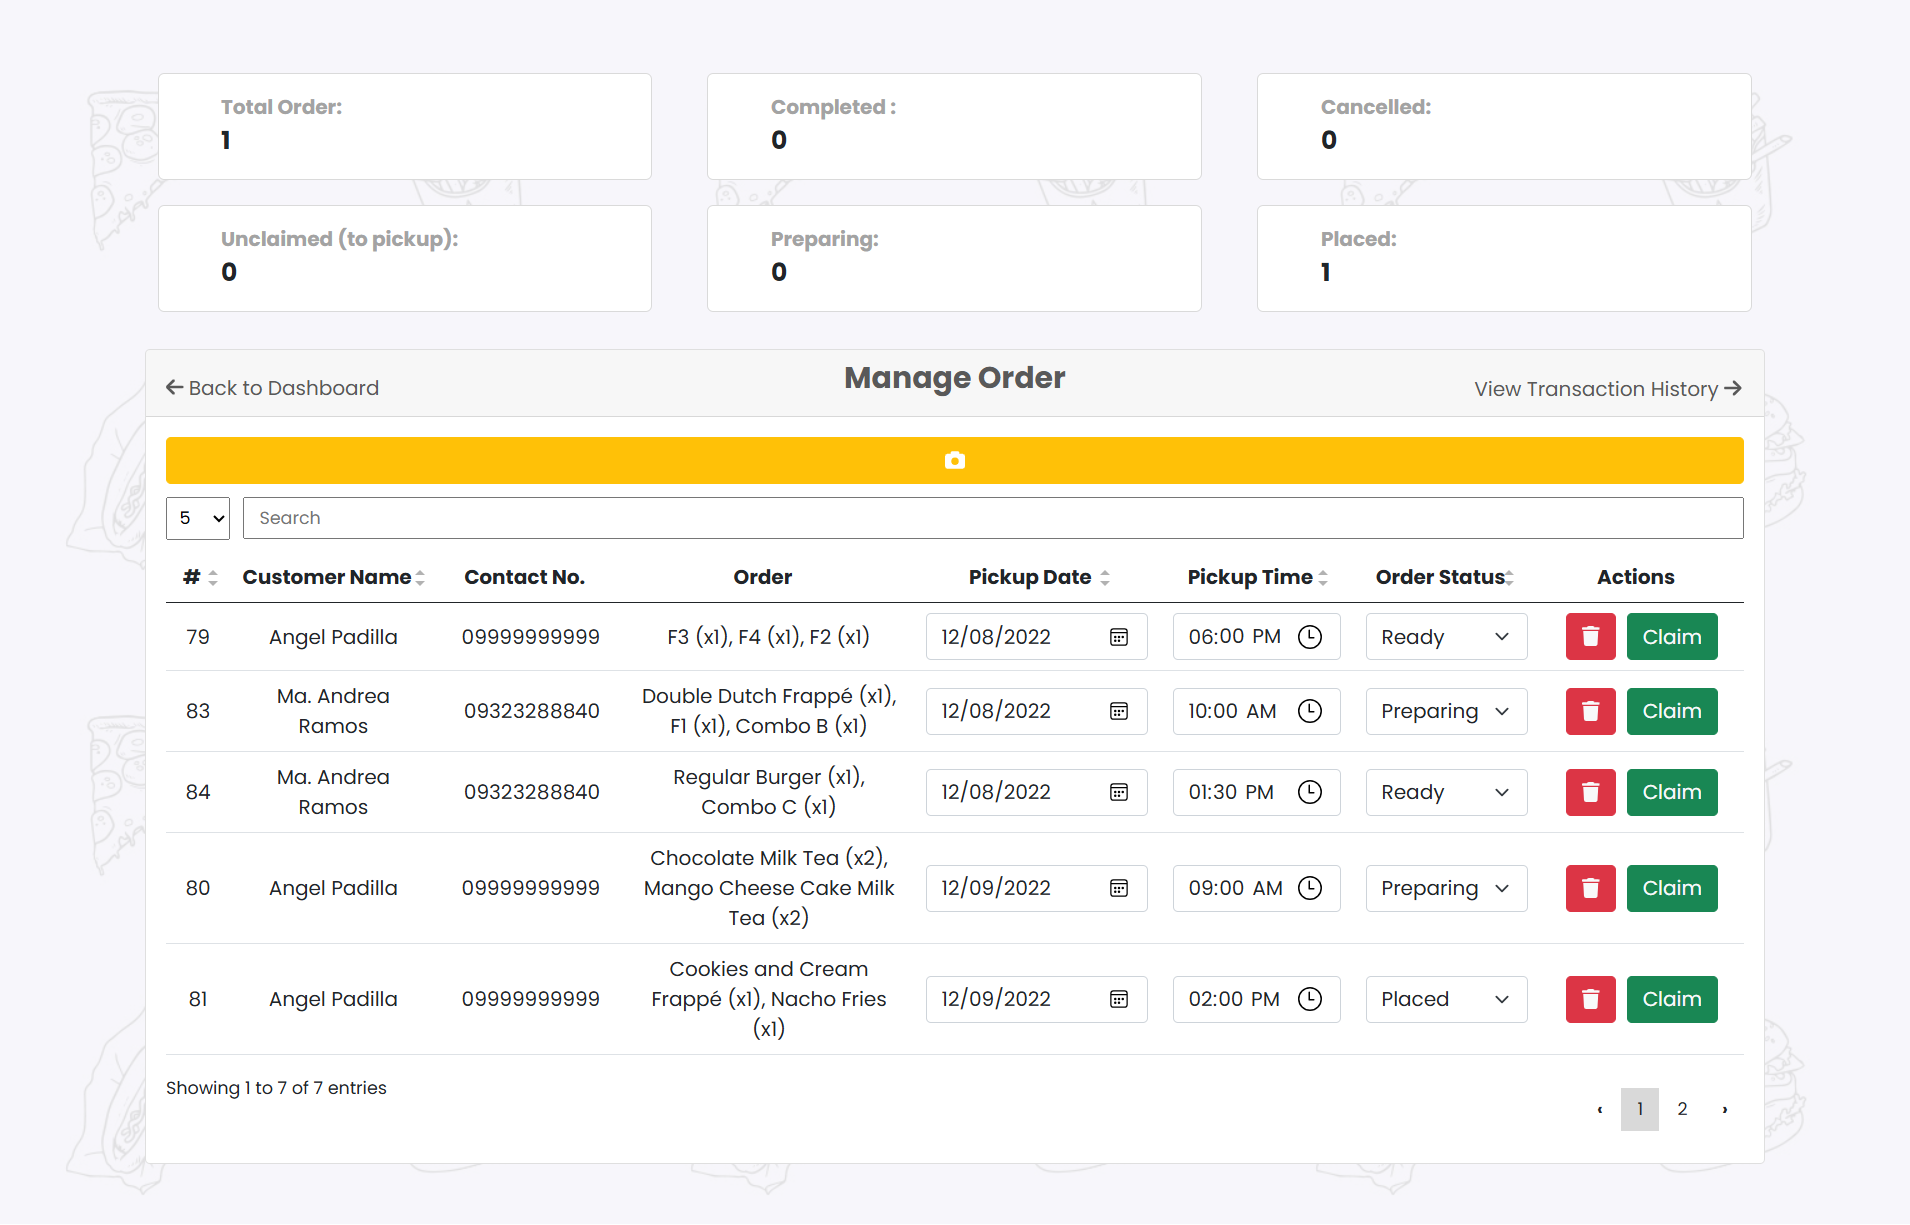 Total Order:
1
Completed :
0
Cancelled:
0
Unclaimed (to pickup):
0
Preparing:
0
Placed:
1
Back to Dashboard
Manage Order
View Transaction History
5
Search
# Customer Name Contact No. Order Pickup Date Pickup Time Order Status Actions
79 Angel Padilla 09999999999 F3 (x1), F4 (x1), F2 (x1) 12/08/2022 06:00 PM Ready Claim
83
Ma. Andrea
Ramos
09323288840
Double Dutch Frappé (x1),
F1 (x1), Combo B (x1)
12/08/2022 10:00 AM Preparing Claim
84
Ma. Andrea
Ramos
09323288840
Regular Burger (x1),
Combo C (x1)
12/08/2022 01:30 PM Ready Claim
80 Angel Padilla 09999999999
Chocolate Milk Tea (x2),
Mango Cheese Cake Milk
Tea (x2)
12/09/2022 09:00 AM Preparing Claim
81 Angel Padilla 09999999999
Cookies and Cream
Frappé (x1), Nacho Fries
(x1)
12/09/2022 02:00 PM Placed Claim
Showing 1 to 7 of 7 entries
‹ 1 2 ›